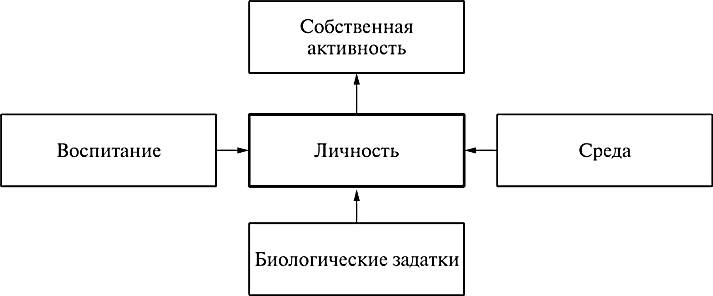 Собственная
активность
Воспитание
Личность
Среда
Биологические задатки